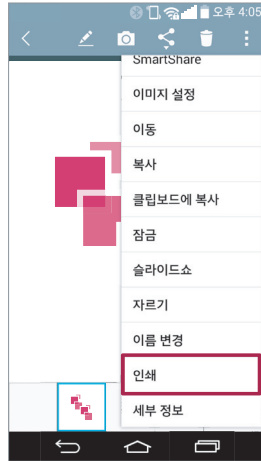 오후 4:05
SmartShare
이미지 설정
이동
복사
클립보드에 복사
잠금
슬라이드쇼
자르기
이름 변경
인쇄
세부 정보